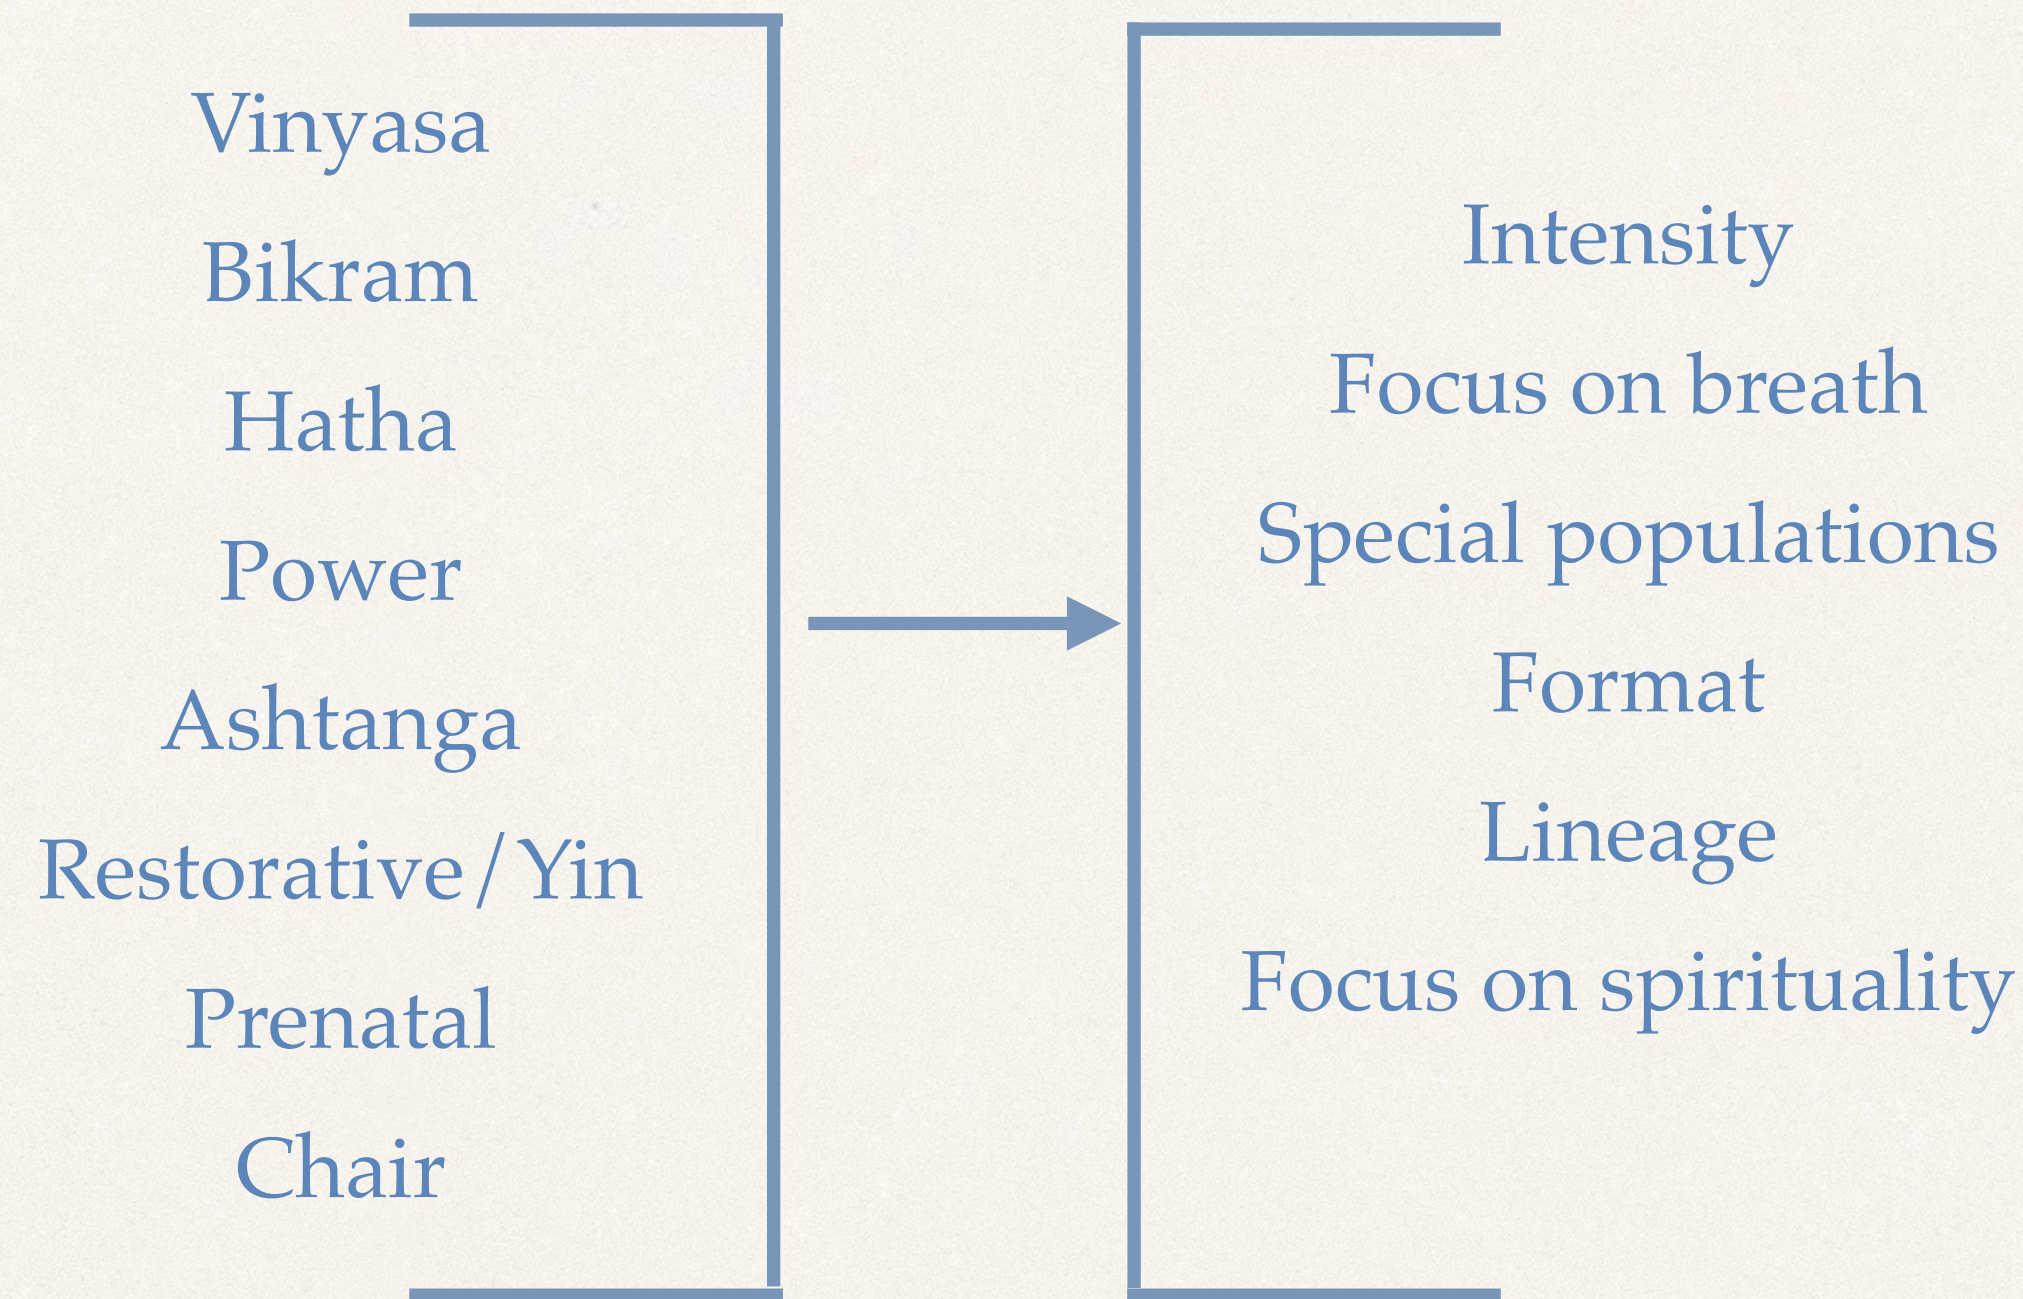 Vinyasa
Bikram
Hatha
Power
Ashtanga
Restorative/Yin
Prenatal
Chair
Intensity
Focus on breath
Special populations
Format
Lineage
Focus on spirituality